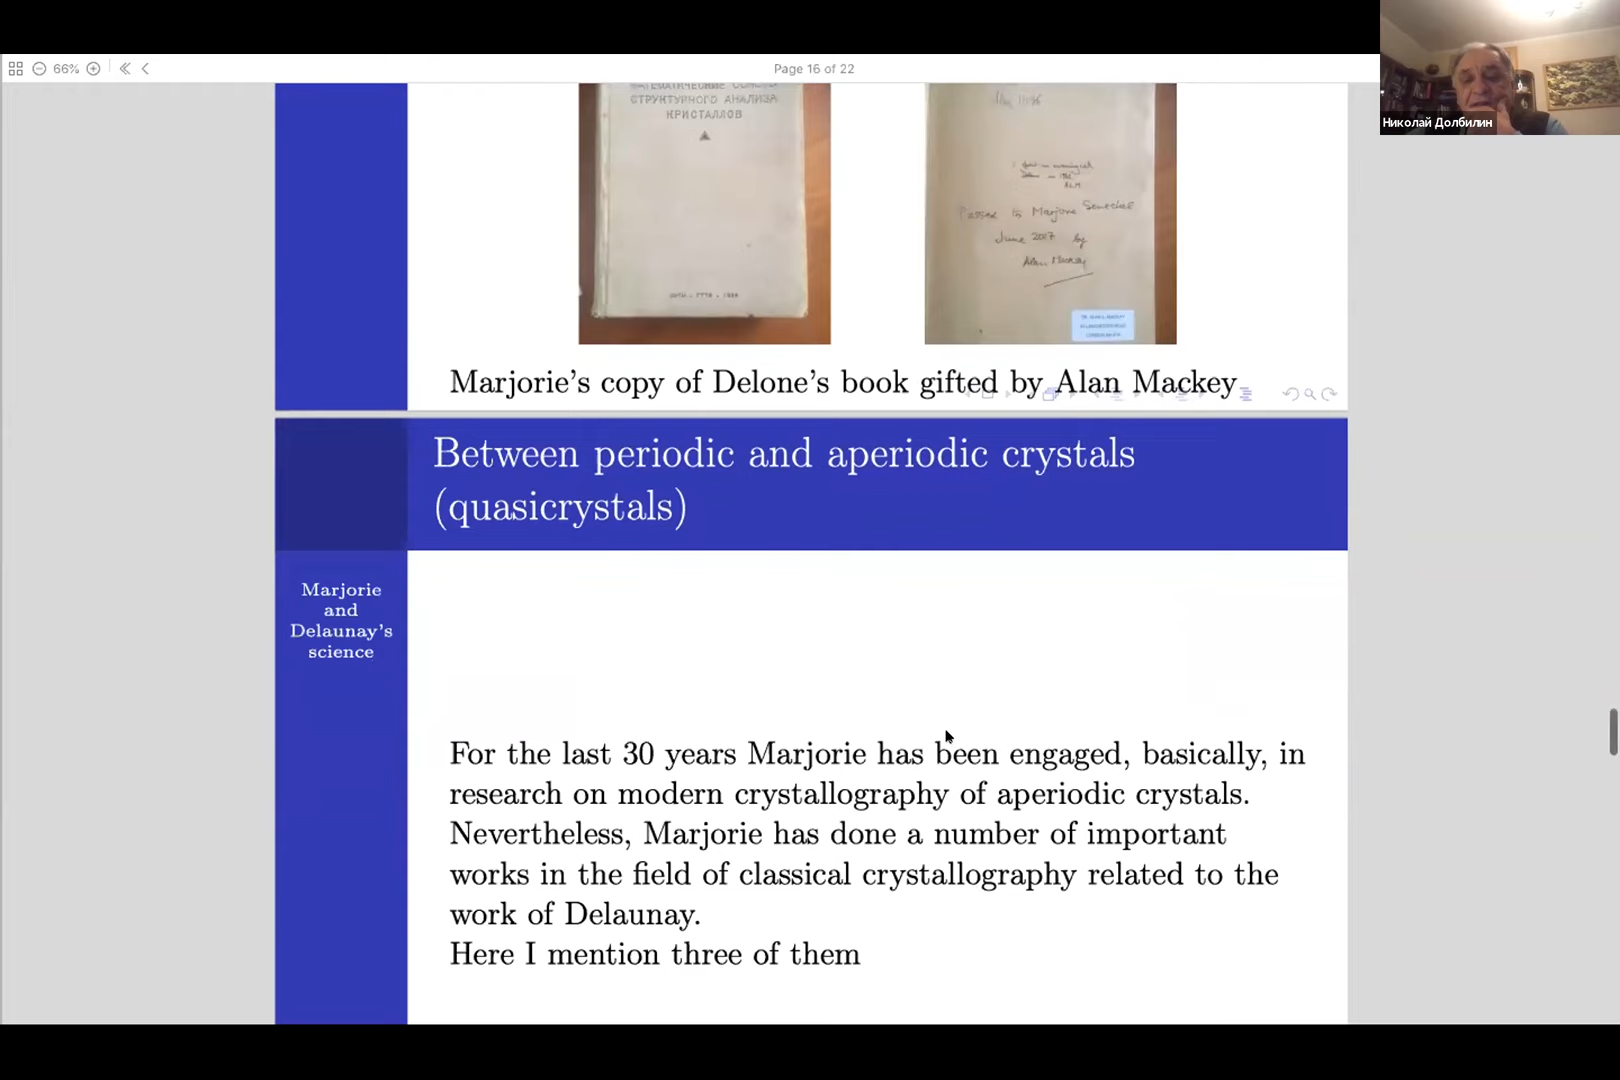 66%
Page 16 of 22
Николай Долбилин
СТРУКТУРНОГО АНАЛИЗА
КРИСТАЛЛОВ
A.L.M
Passed to Marjorie Senechal
June 2007 by
Alan Mackay
Marjorie’s copy of Delone’s book gifted by Alan Mackey
Between periodic and aperiodic crystals
(quasicrystals)
Marjorie
and
Delaunay’s
science
For the last 30 years Marjorie has been engaged, basically, in
research on modern crystallography of aperiodic crystals.
Nevertheless, Marjorie has done a number of important
works in the field of classical crystallography related to the
work of Delaunay.
Here I mention three of them